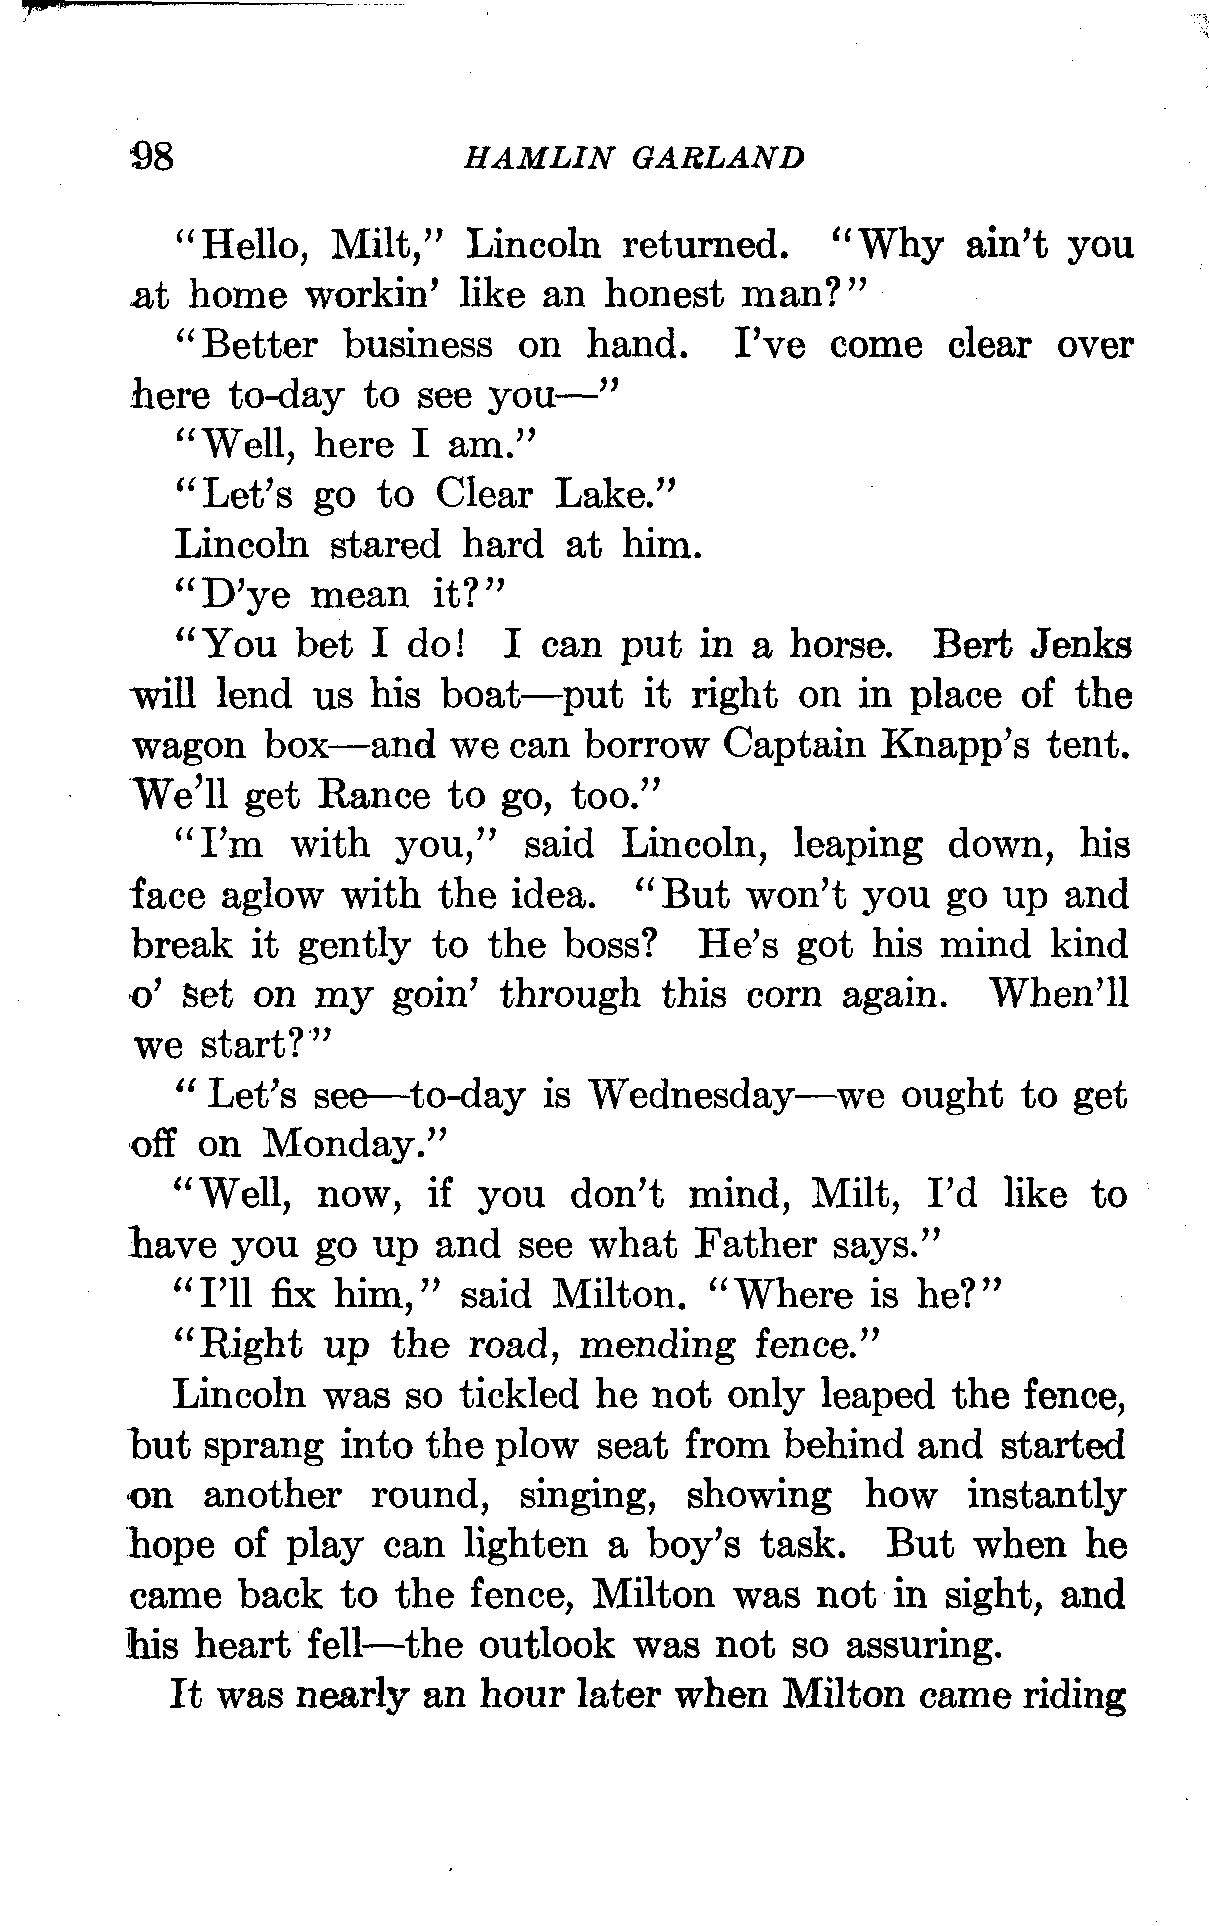 98 HAMLIN GARLAND
"Hello, Milt," Lincoln returned. "Why ain't you
at home workin' like an honest man?"
"Better business on hand. I've come clear over
here to-day to see you—"
"Well, here I am."
"Let's go to Clear Lake."
Lincoln stared hard at him.
"D'ye mean it?"
"You bet I do! I can put in a horse. Bert Jenks
will lend us his boat—put it right on in place of the
wagon box—and we can borrow Captain Knapp's tent.
We'll get Rance to go, too."
"I'm with you," said Lincoln, leaping down, his
face aglow with the idea. "But won't you go up and
break it gently to the boss? He's got his mind kind
o' set on my goin' through this corn again. When'll
we start?"
"Let's see—to-day is Wednesday—we ought to get
off on Monday."
"Well, now, if you don't mind, Milt, I'd like to
have you go up and see what Father says."
"I'll fix him," said Milton. "Where is he?"
"Right up the road, mending fence."
Lincoln was so tickled he not only leaped the fence,
but sprang into the plow seat from behind and started
on another round, singing, showing how instantly
hope of play can lighten a boy's task. But when he
came back to the fence, Milton was not in sight, and
his heart fell—the outlook was not so assuring.
It was nearly an hour later when Milton came riding